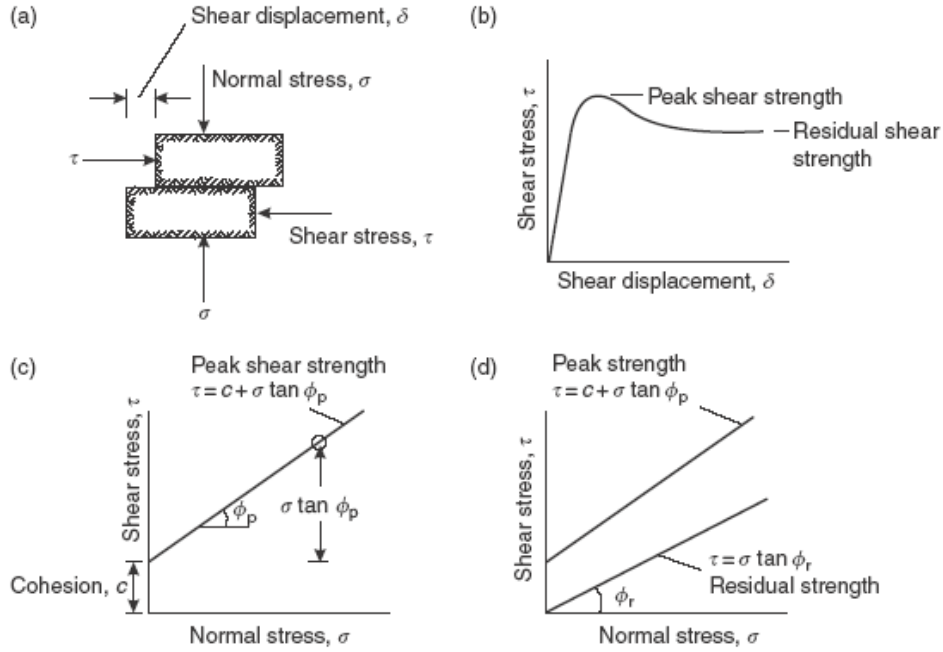 (a)
Shear displacement, δ
Normal stress, σ
τ
Shear stress, τ
σ
(b)
Shear stress, τ
Peak shear strength
Residual shear
strength
Shear displacement, δ
(c)
Peak shear strength
τ = c + σ tan ϕp
Shear stress, τ
ϕp
σ tan ϕp
Cohesion, c
Normal stress, σ
(d)
Peak strength
τ = c + σ tan ϕp
Shear stress, τ
τ = σ tan ϕr
Residual strength
ϕr
Normal stress, σ